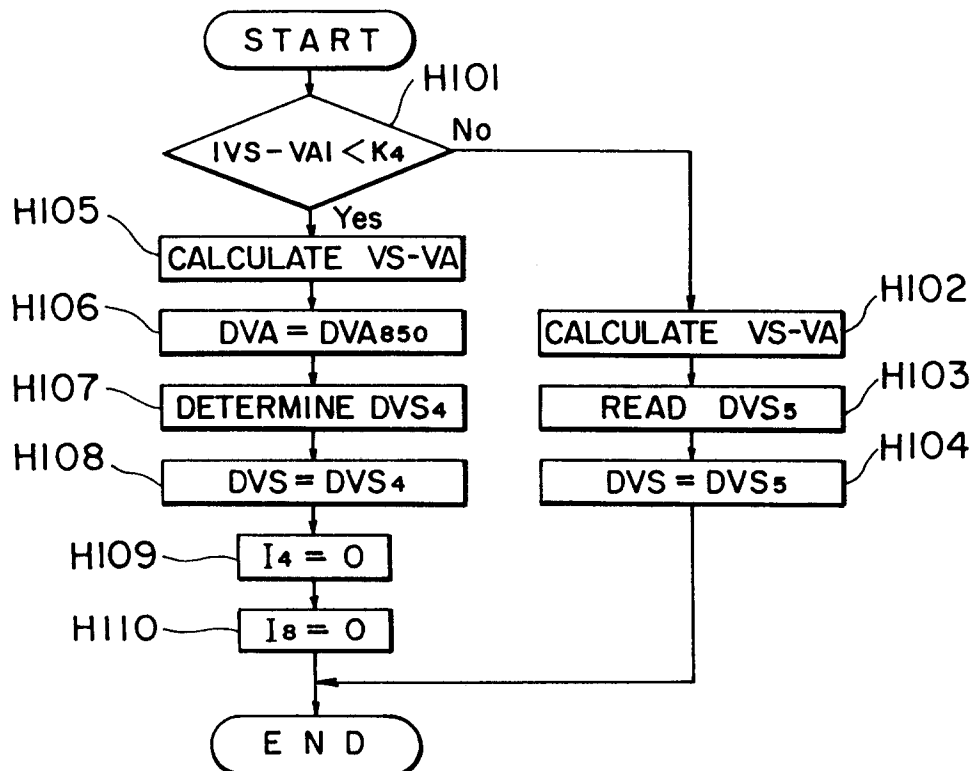 START
H101
|VS-VA| < K4
No
Yes
H105
CALCULATE VS-VA
H106
DVA = DVA850
H107
DETERMINE DVS4
H108
DVS = DVS4
H109
I4 = 0
H110
I8 = 0
H102
CALCULATE VS-VA
H103
READ DVS5
H104
DVS = DVS5
END